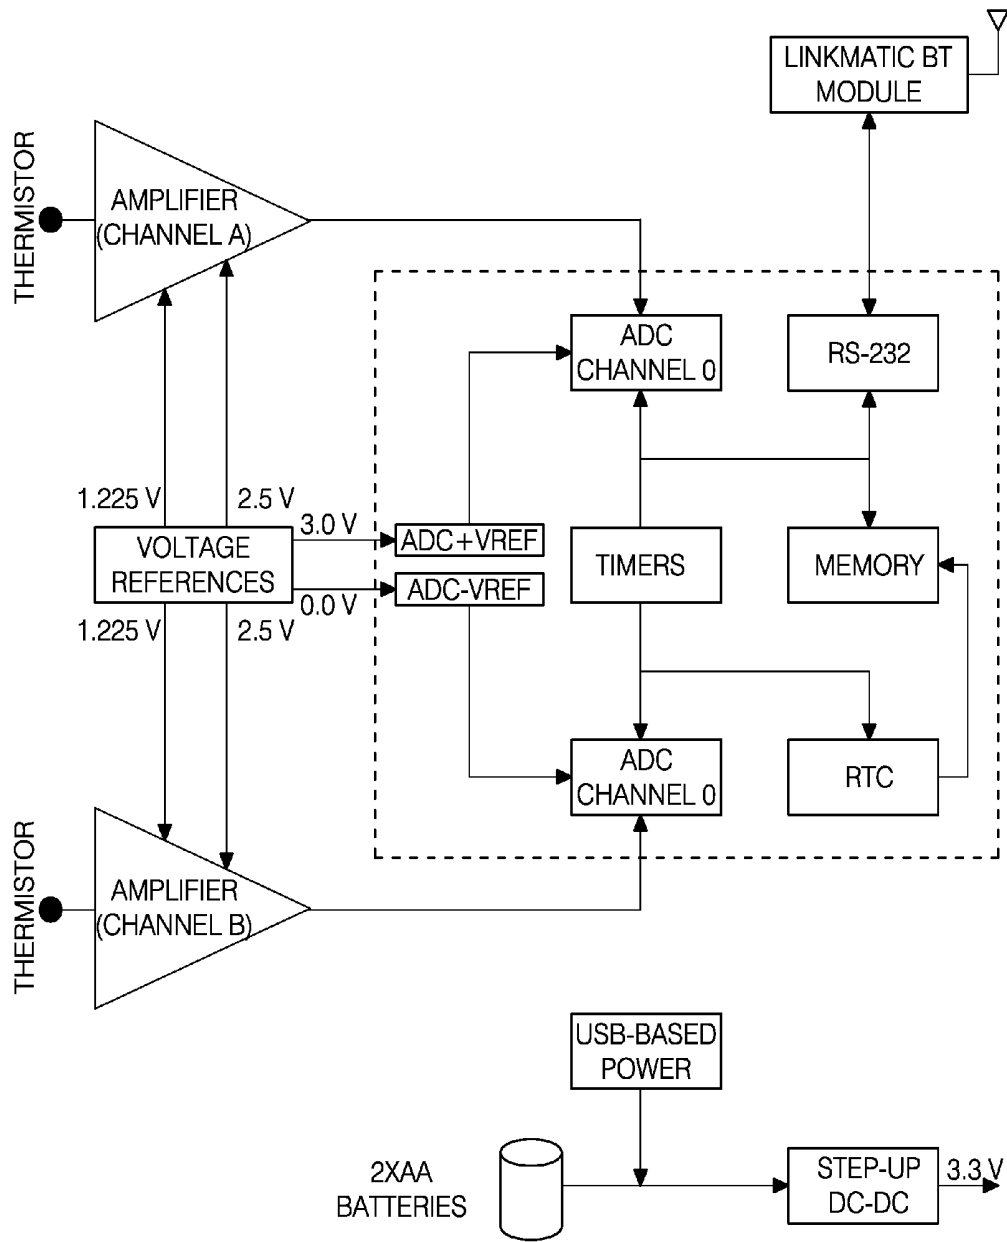 LINKMATIC BT
MODULE
THERMISTOR
AMPLIFIER
(CHANNEL A)
ADC
CHANNEL 0
RS-232
1.225 V
2.5 V
3.0 V
VOLTAGE
REFERENCES
ADC+VREF
ADC-VREF
TIMERS
MEMORY
0.0 V
1.225 V
2.5 V
ADC
CHANNEL 0
RTC
THERMISTOR
AMPLIFIER
(CHANNEL B)
USB-BASED
POWER
2XAA
BATTERIES
STEP-UP
DC-DC
3.3 V